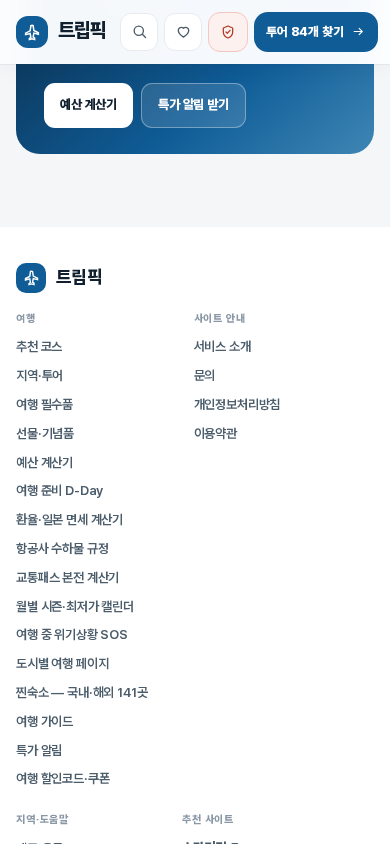 트립픽
투어 84개 찾기 →
예산 계산기
특가 알림 받기
트립픽
여행
추천 코스
지역·투어
여행 필수품
선물·기념품
예산 계산기
여행 준비 D-Day
환율·일본 면세 계산기
항공사 수하물 규정
교통패스 본전 계산기
월별 시즌·최저가 캘린더
여행 중 위기상황 SOS
도시별 여행 페이지
찐숙소 — 국내·해외 141곳
여행 가이드
특가 알림
여행 할인코드·쿠폰
사이트 안내
서비스 소개
문의
개인정보처리방침
이용약관
지역·도움말
추천 사이트